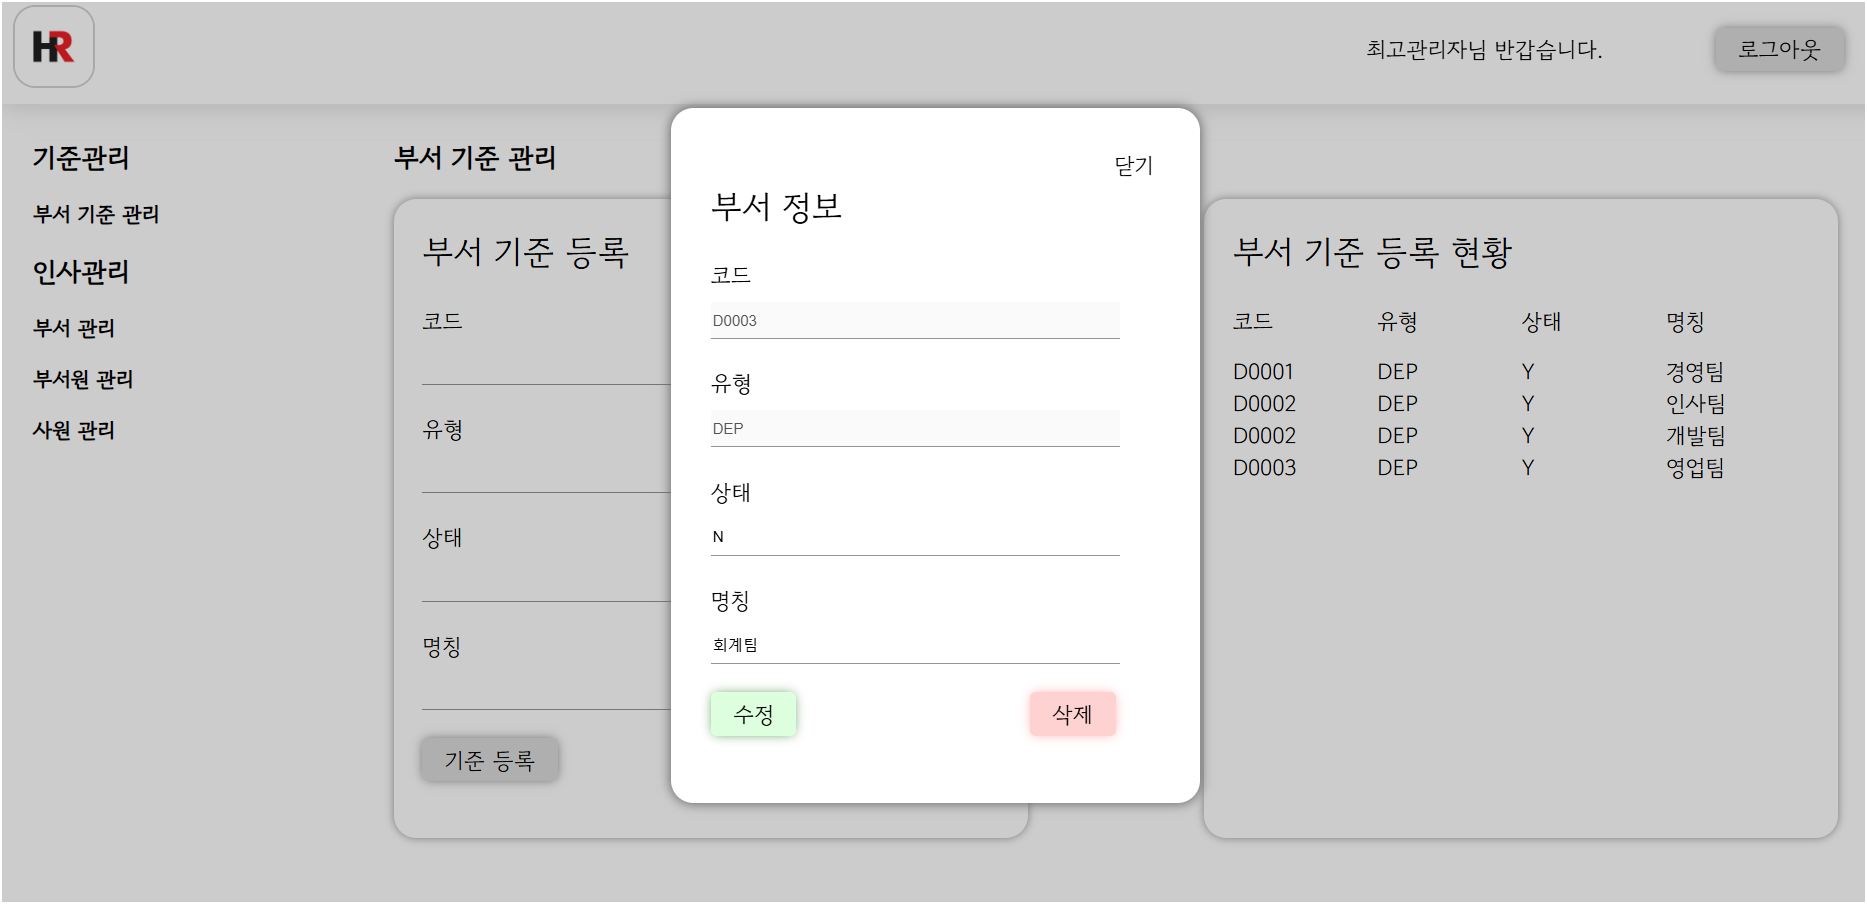 HR
최고관리자님 반갑습니다.
로그아웃
기준관리
부서 기준 관리
인사관리
부서 관리
부서원 관리
사원 관리
부서 기준 관리
부서 기준 등록
코드
유형
상태
명칭
기준 등록
닫기
부서 정보
코드
D0003
유형
DEP
상태
N
명칭
회계팀
수정 삭제
부서 기준 등록 현황
코드 유형 상태 명칭
D0001 DEP Y 경영팀
D0002 DEP Y 인사팀
D0002 DEP Y 개발팀
D0003 DEP Y 영업팀